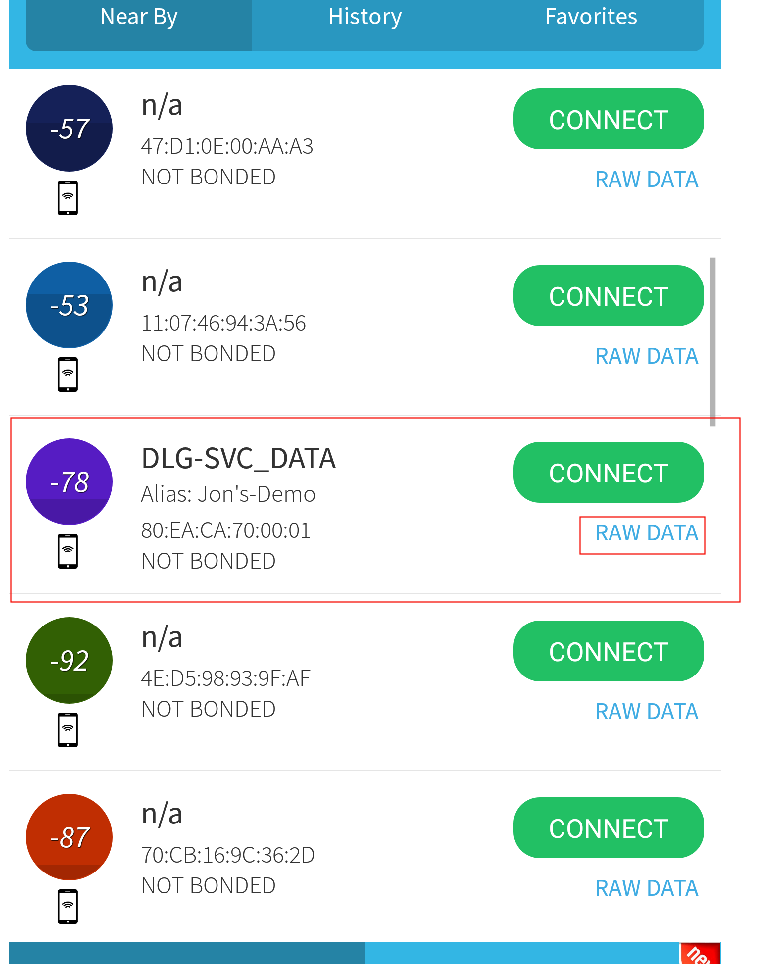 Near By History Favorites
-57 n/a CONNECT
47:D1:0E:00:AA:A3
NOT BONDED RAW DATA
-53 n/a CONNECT
11:07:46:94:3A:56
NOT BONDED RAW DATA
-78 DLG-SVC_DATA CONNECT
Alias: Jon's-Demo
80:EA:CA:70:00:01 RAW DATA
NOT BONDED
-92 n/a CONNECT
4E:D5:98:93:9F:AF
NOT BONDED RAW DATA
-87 n/a CONNECT
70:CB:16:9C:36:2D
NOT BONDED RAW DATA